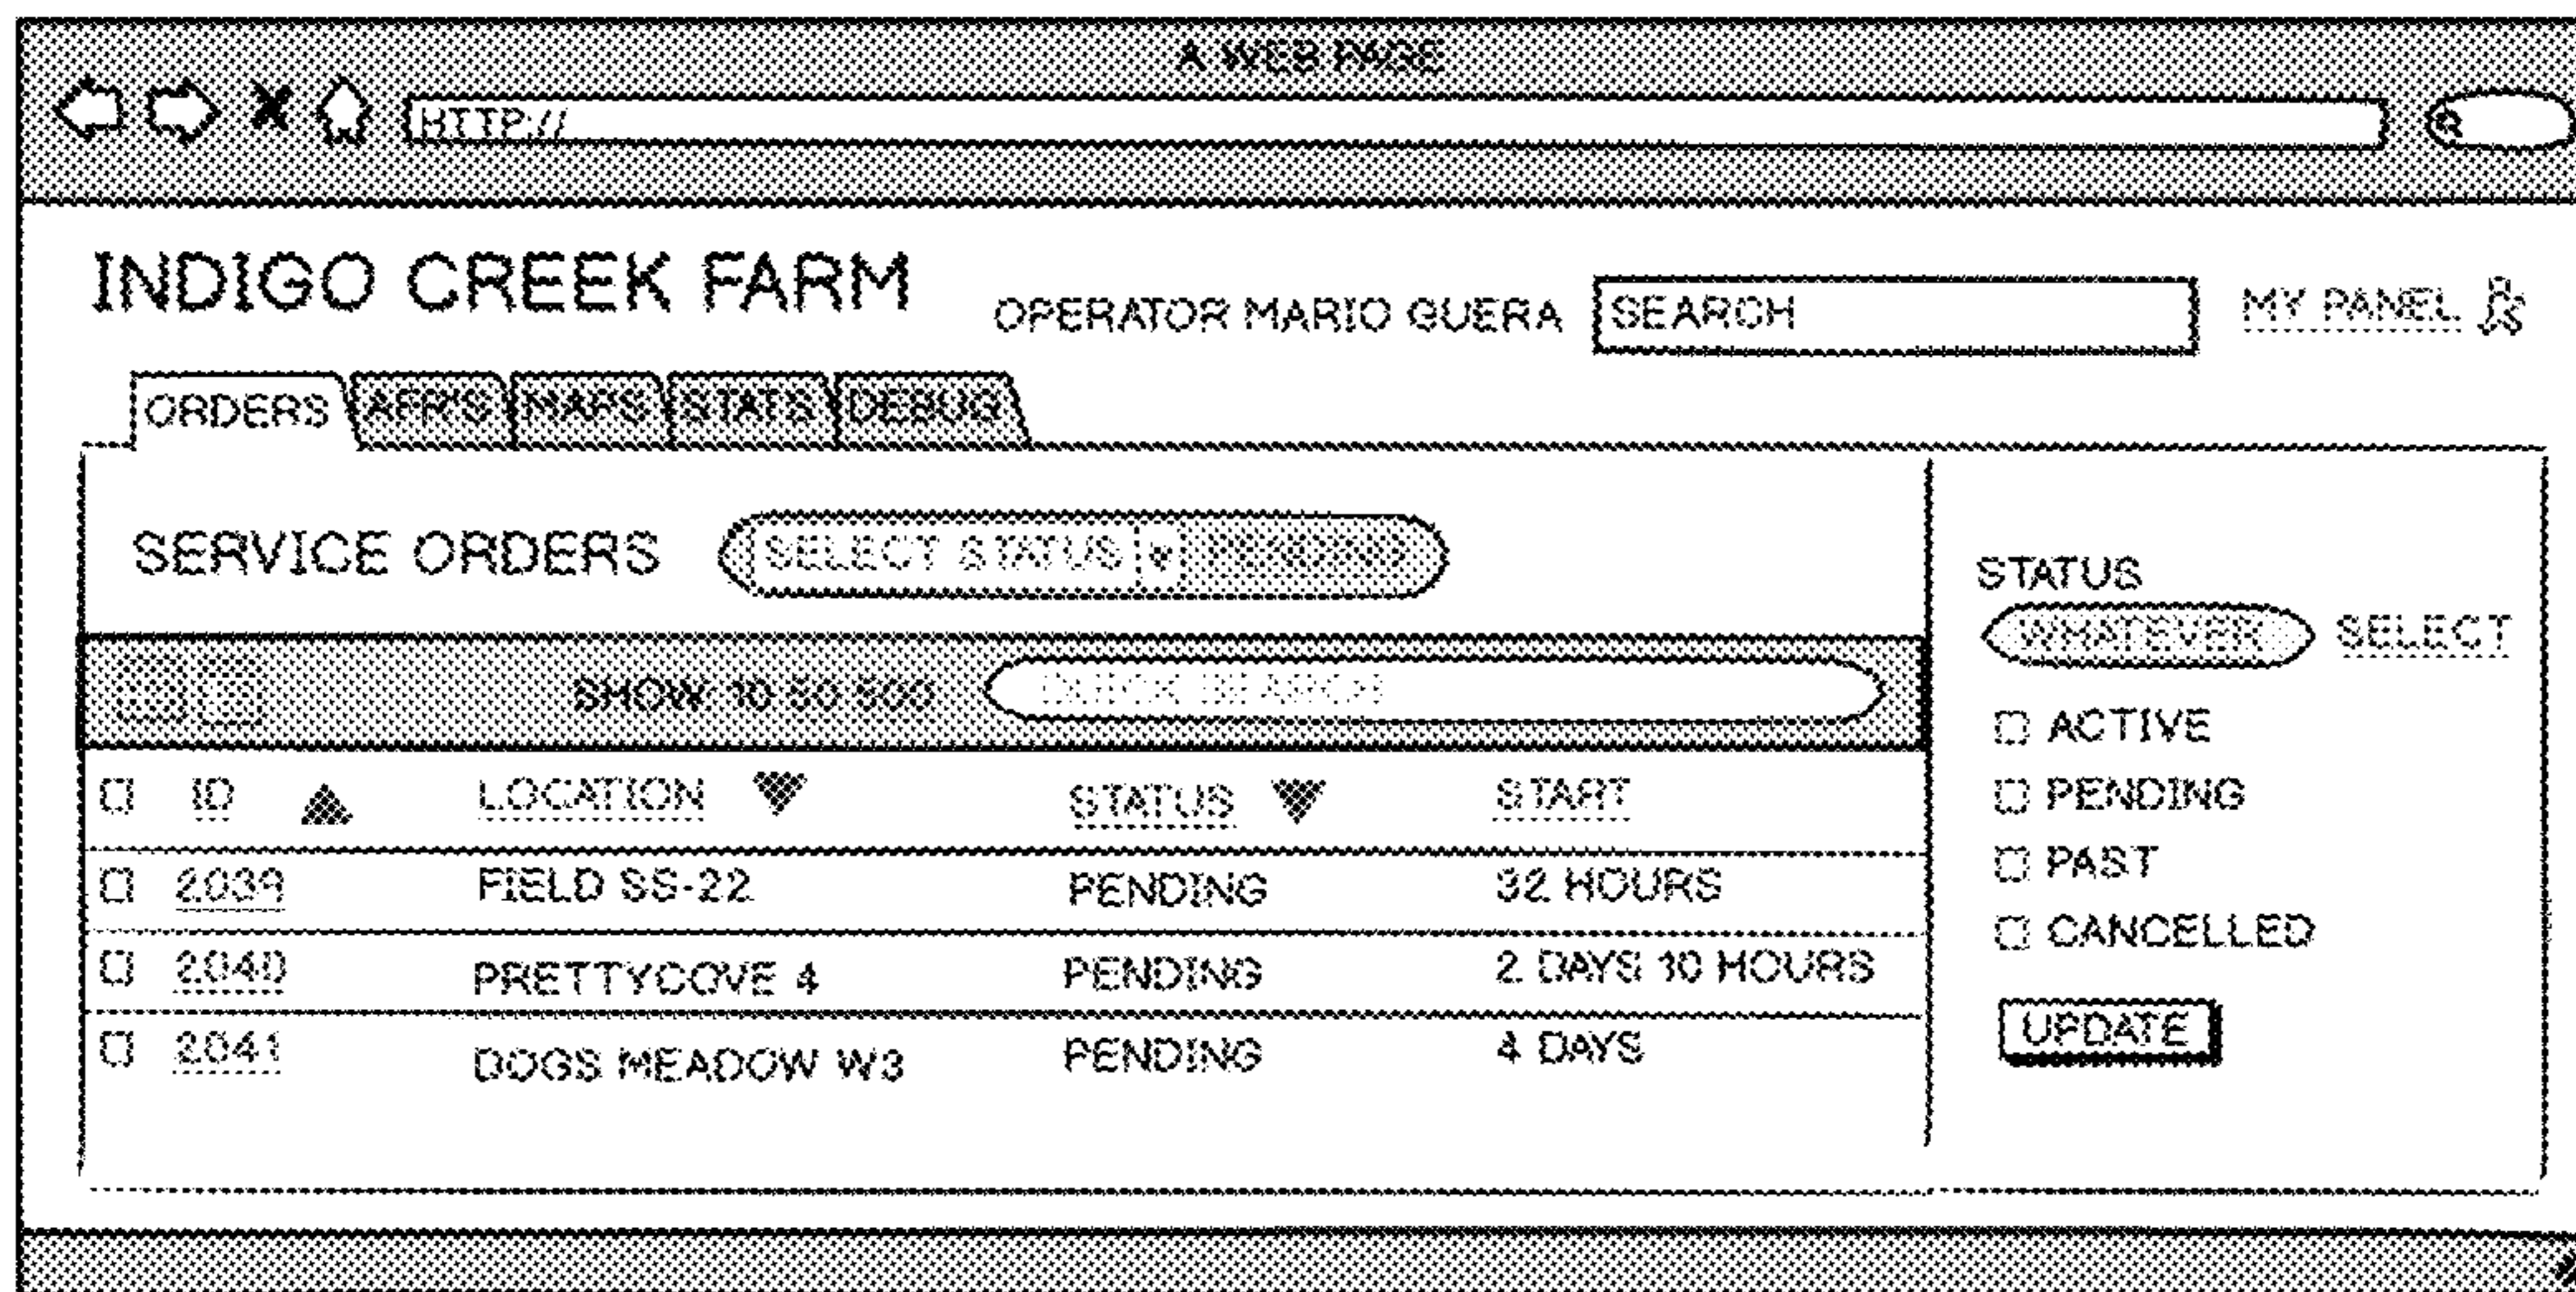 A WEB PAGE
HTTP://
INDIGO CREEK FARM
OPERATOR MARIO GUERA SEARCH MY PANEL
ORDERS AFR'S MAPS STATS DEBUG
SERVICE ORDERS SELECT STATUS
SHOW 10 50 500 QUICK SEARCH
ID LOCATION STATUS START
2039 FIELD SS-22 PENDING 32 HOURS
2040 PRETTYCOVE 4 PENDING 2 DAYS 10 HOURS
2041 DOGS MEADOW W3 PENDING 4 DAYS
STATUS
WHATEVER SELECT
ACTIVE
PENDING
PAST
CANCELLED
UPDATE